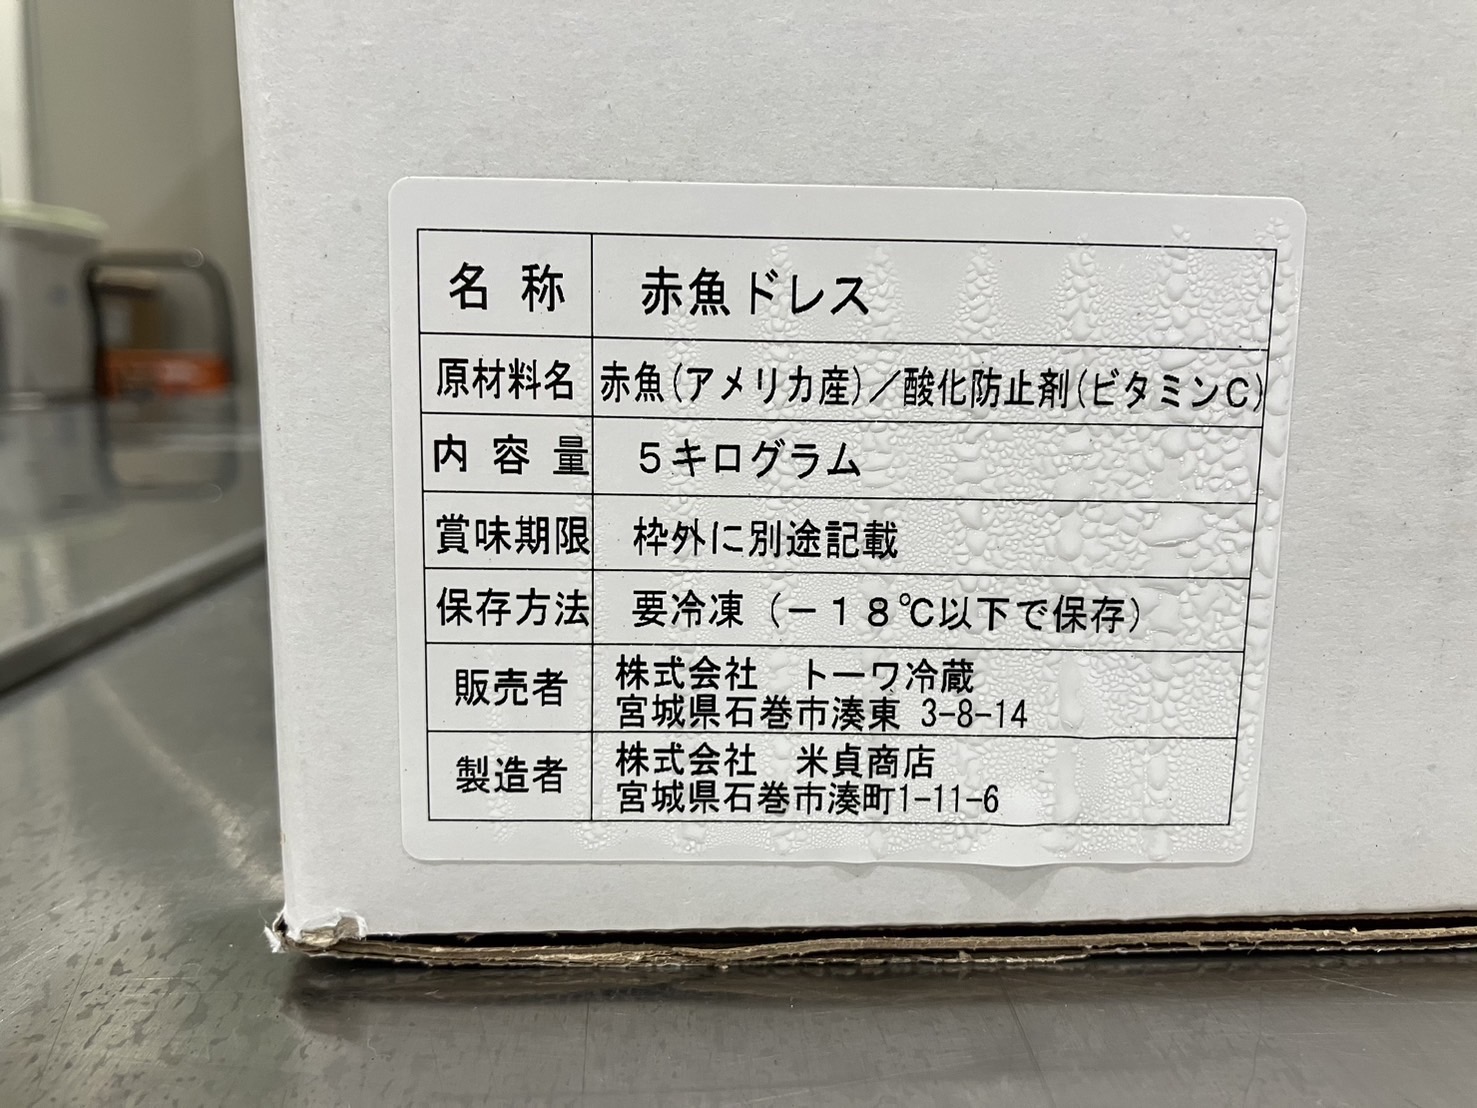 名称 赤魚ドレス
原材料名 赤魚(アメリカ産)／酸化防止剤(ビタミンC)
内容量 5キログラム
賞味期限 枠外に別途記載
保存方法 要冷凍（－18℃以下で保存）
販売者 株式会社 トーワ冷蔵
宮城県石巻市湊東 3-8-14
製造者 株式会社 米貞商店
宮城県石巻市湊町1-11-6